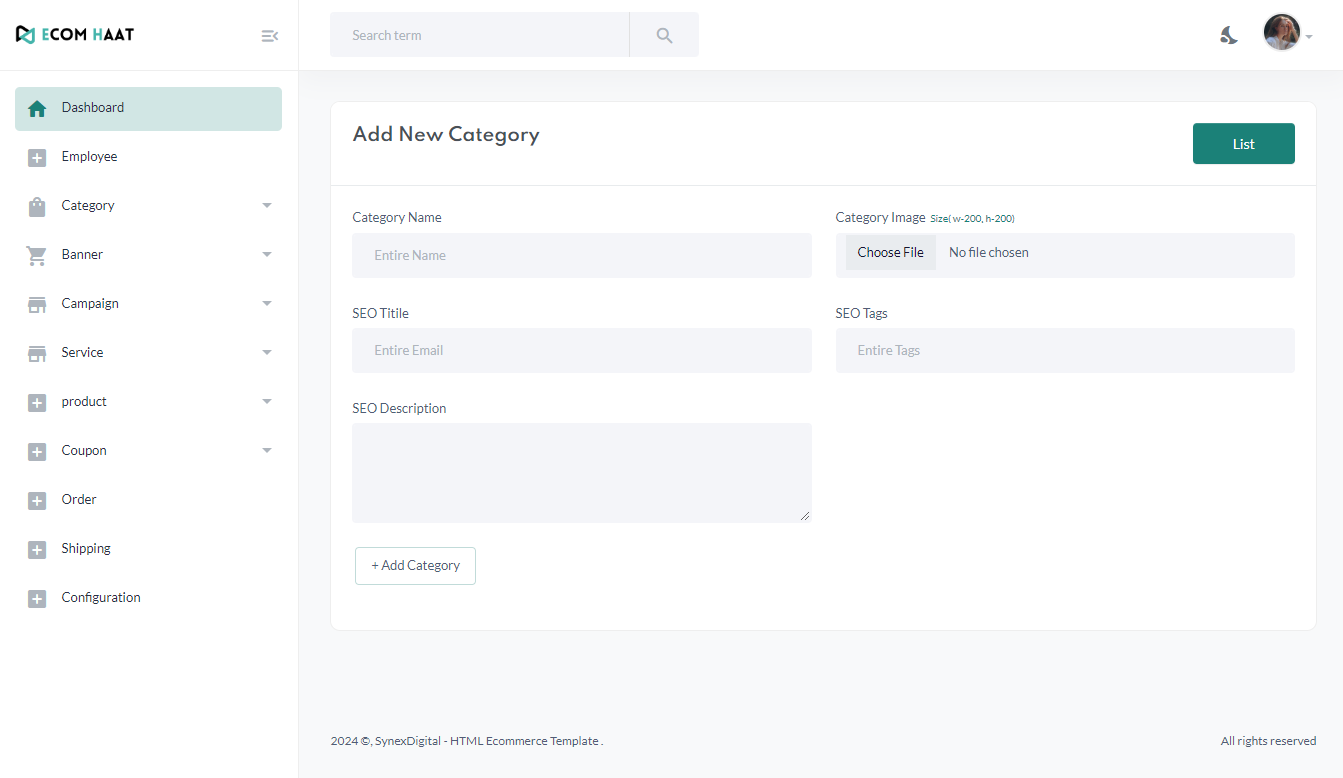 ECOM HAAT
Search term
Dashboard
Employee
Category
Banner
Campaign
Service
product
Coupon
Order
Shipping
Configuration
Add New Category
List
Category Name
Entire Name
Category Image Size( w-200, h-200)
Choose File No file chosen
SEO Titile
Entire Email
SEO Tags
Entire Tags
SEO Description
+ Add Category
2024 ©, SynexDigital - HTML Ecommerce Template .
All rights reserved